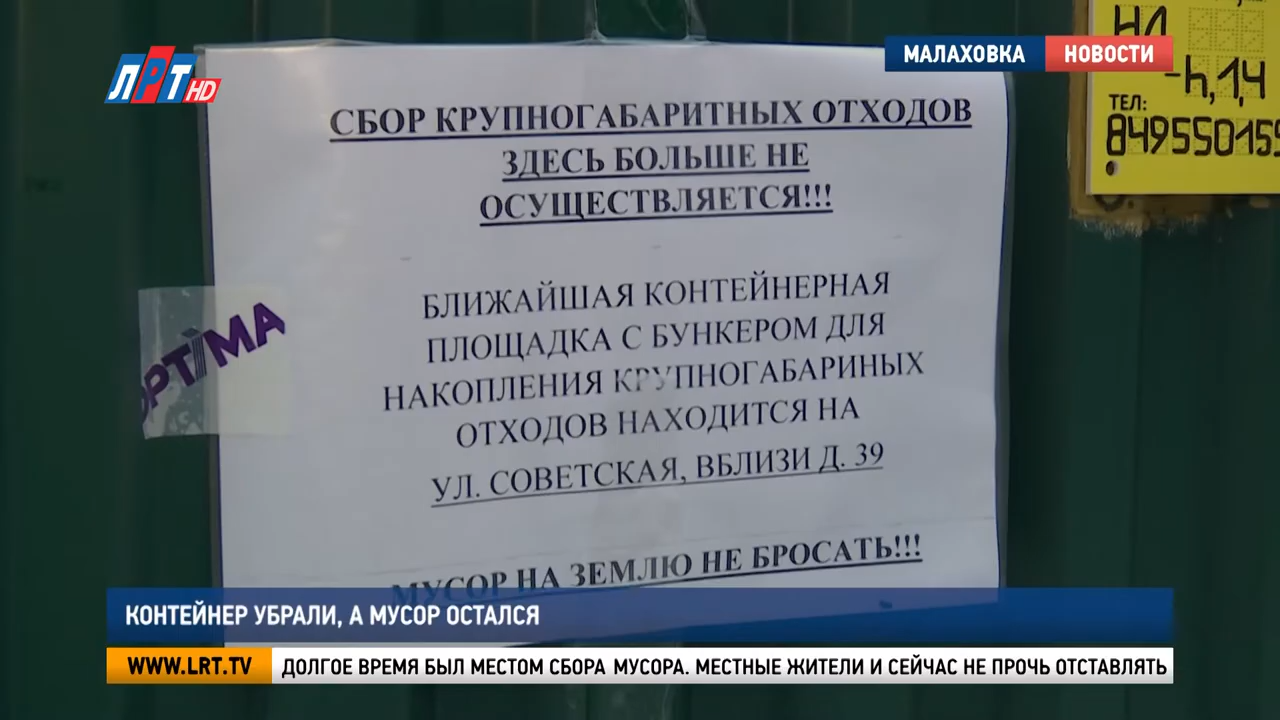 ЛРТ HD
МАЛАХОВКА НОВОСТИ
ТЕЛ:
СБОР КРУПНОГАБАРИТНЫХ ОТХОДОВ
ЗДЕСЬ БОЛЬШЕ НЕ
ОСУЩЕСТВЛЯЕТСЯ!!!
БЛИЖАЙШАЯ КОНТЕЙНЕРНАЯ
ПЛОЩАДКА С БУНКЕРОМ ДЛЯ
НАКОПЛЕНИЯ КРУПНОГАБАРИНЫХ
ОТХОДОВ НАХОДИТСЯ НА
УЛ. СОВЕТСКАЯ, ВБЛИЗИ Д. 39
МУСОР НА ЗЕМЛЮ НЕ БРОСАТЬ!!!
КОНТЕЙНЕР УБРАЛИ, А МУСОР ОСТАЛСЯ
WWW.LRT.TV ДОЛГОЕ ВРЕМЯ БЫЛ МЕСТОМ СБОРА МУСОРА. МЕСТНЫЕ ЖИТЕЛИ И СЕЙЧАС НЕ ПРОЧЬ ОТСТАВЛЯТЬ